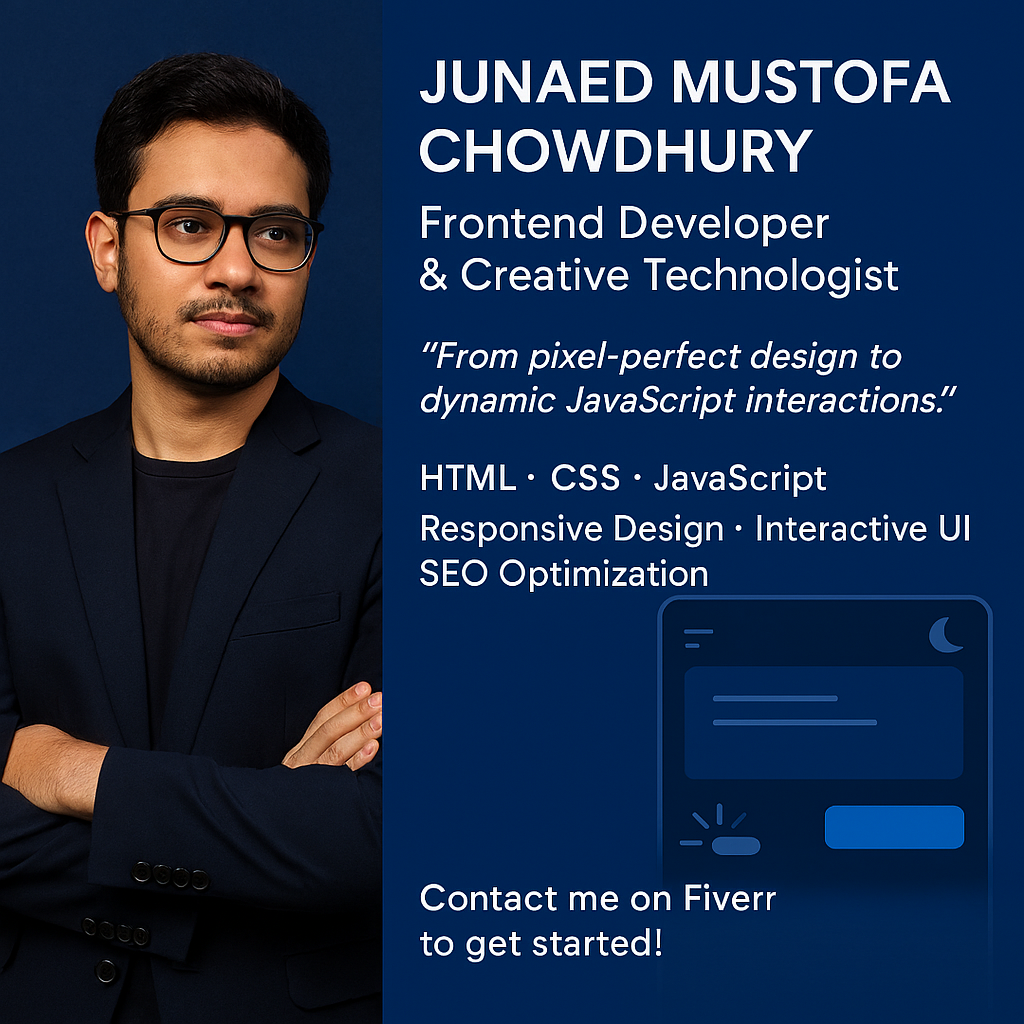 JUNAED MUSTOFA
CHOWDHURY
Frontend Developer
& Creative Technologist
“From pixel-perfect design to
dynamic JavaScript interactions.”
HTML · CSS · JavaScript
Responsive Design · Interactive UI
SEO Optimization
Contact me on Fiverr
to get started!